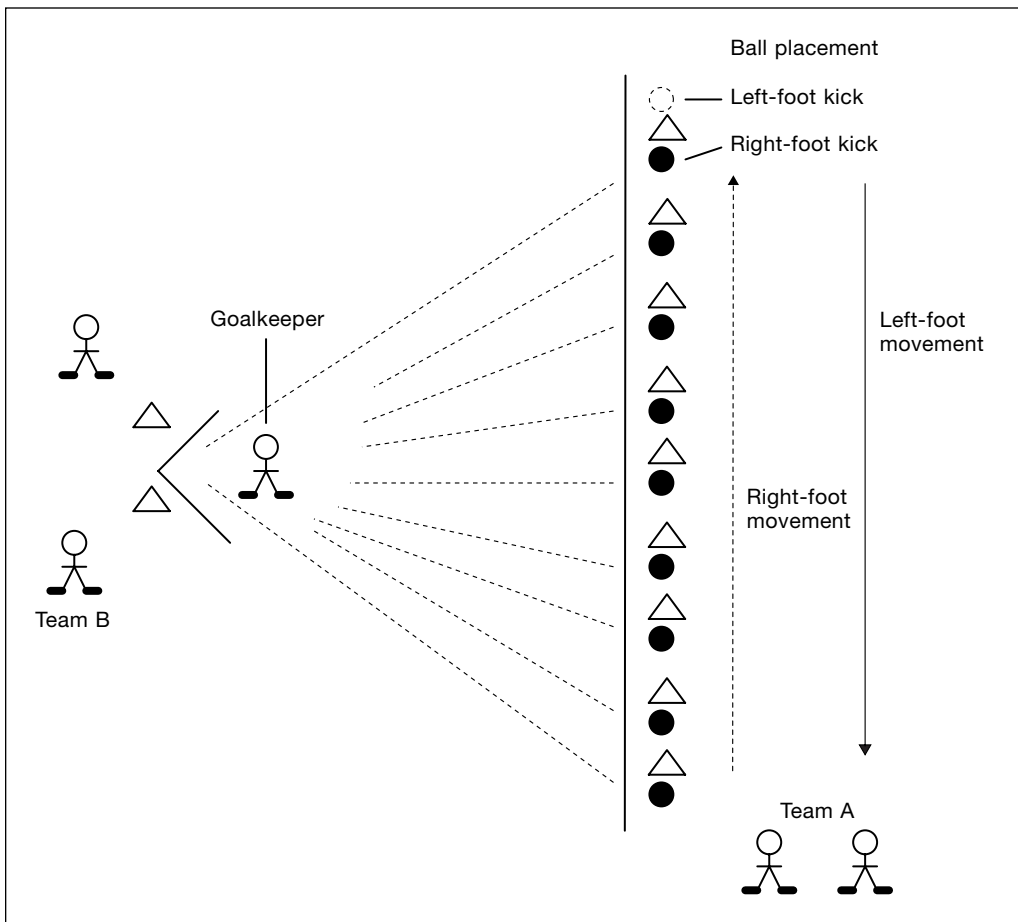 Ball placement
Left-foot kick
Right-foot kick
Goalkeeper
Left-foot
movement
Right-foot
movement
Team B
Team A